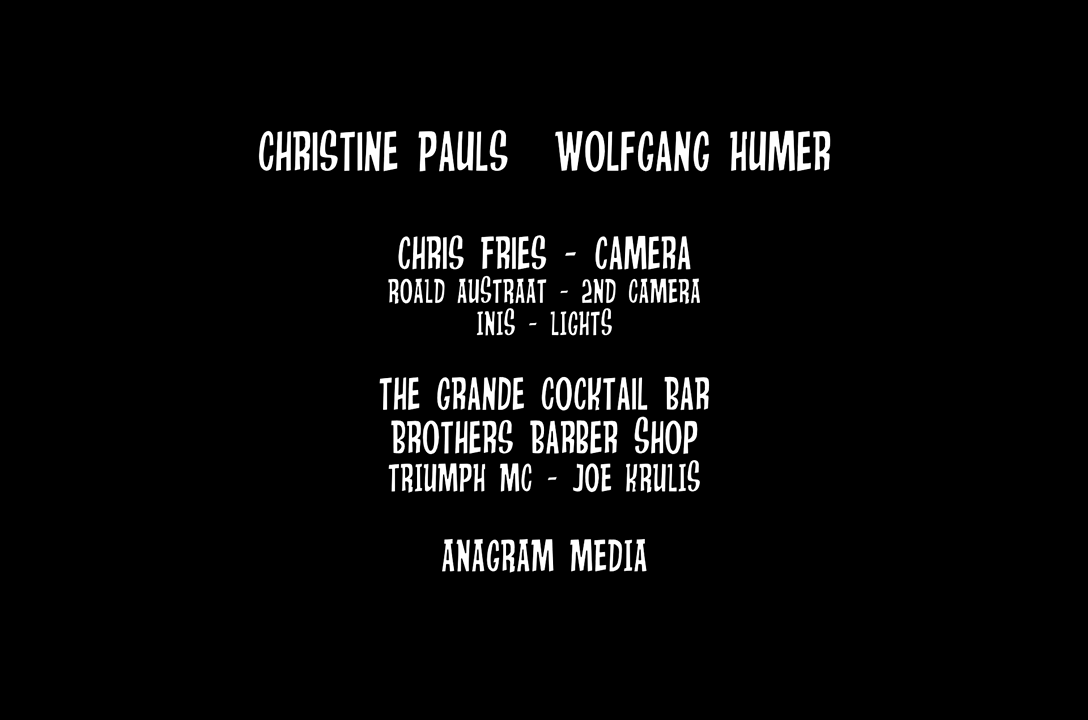 CHRISTINE PAULS WOLFGANG HUMER
CHRIS FRIES - CAMERA
ROALD AUSTRAAT - 2ND CAMERA
INIS - LIGHTS
THE GRANDE COCKTAIL BAR
BROTHERS BARBER SHOP
TRIUMPH MC - JOE KRULIS
ANAGRAM MEDIA